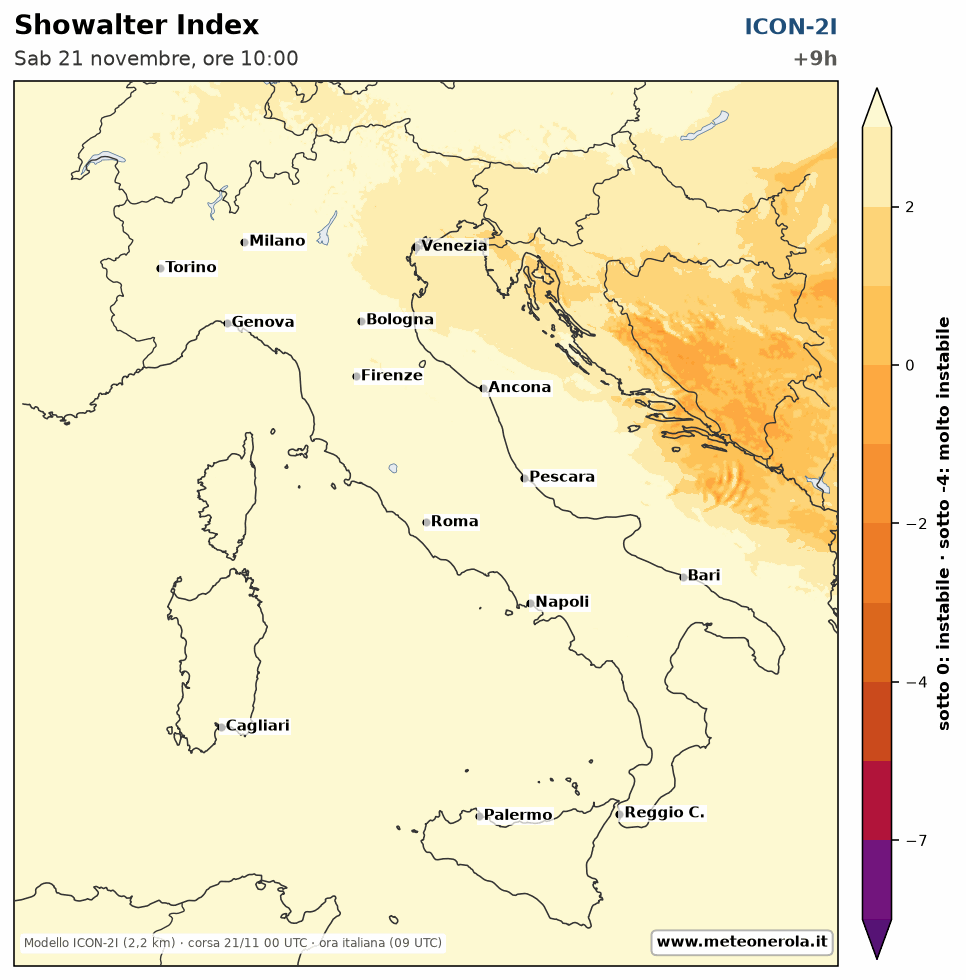 Showalter Index
ICON-2I
Sab 21 novembre, ore 10:00
+9h
Milano
Venezia
Torino
Genova
Bologna
Firenze
Ancona
Pescara
Roma
Bari
Napoli
Cagliari
Palermo
Reggio C.
2
0
−2
−4
−7
sotto 0: instabile · sotto -4: molto instabile
Modello ICON-2I (2,2 km) · corsa 21/11 00 UTC · ora italiana (09 UTC)
www.meteonerola.it